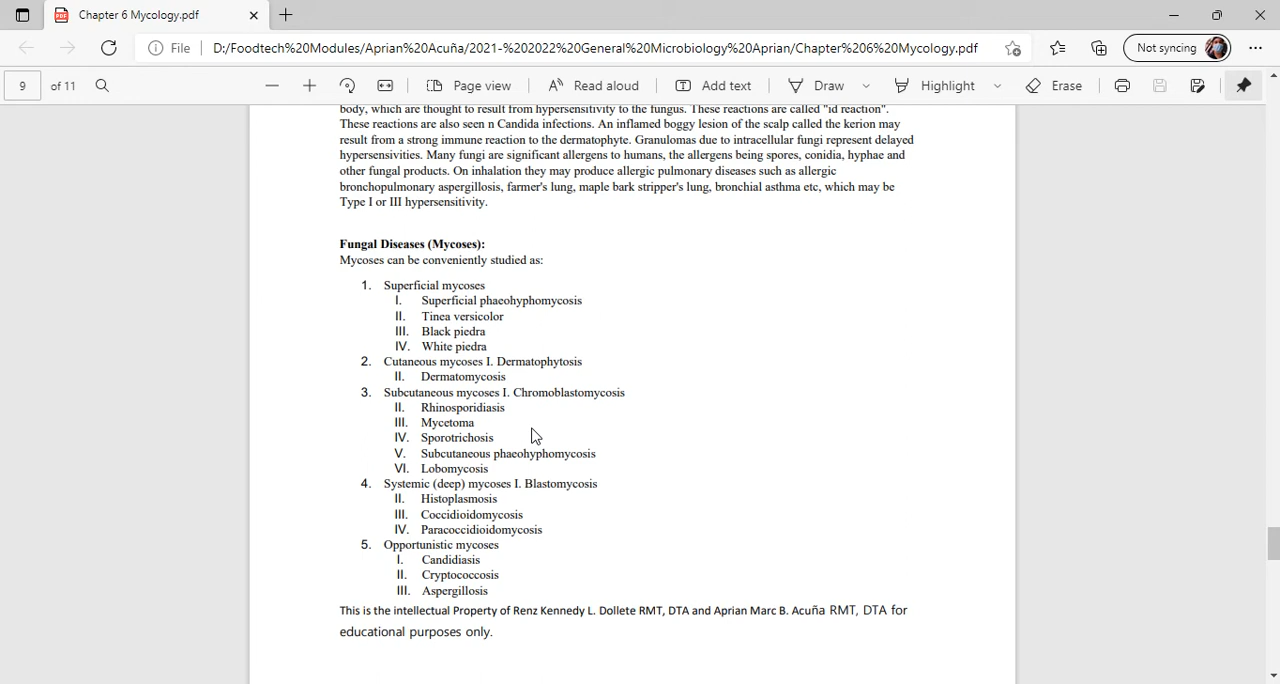 Chapter 6 Mycology.pdf
File D:/Foodtech%20Modules/Aprian%20Acuña/2021-%202022%20General%20Microbiology%20Aprian/Chapter%206%20Mycology.pdf Not syncing
9 of 11 Page view Read aloud Add text Draw Highlight Erase
body, which are thought to result from hypersensitivity to the fungus. These reactions are called "id reaction".
These reactions are also seen n Candida infections. An inflamed boggy lesion of the scalp called the kerion may
result from a strong immune reaction to the dermatophyte. Granulomas due to intracellular fungi represent delayed
hypersensivities. Many fungi are significant allergens to humans, the allergens being spores, conidia, hyphae and
other fungal products. On inhalation they may produce allergic pulmonary diseases such as allergic
bronchopulmonary aspergillosis, farmer's lung, maple bark stripper's lung, bronchial asthma etc, which may be
Type I or III hypersensitivity.
Fungal Diseases (Mycoses):
Mycoses can be conveniently studied as:
1. Superficial mycoses
I. Superficial phaeohyphomycosis
II. Tinea versicolor
III. Black piedra
IV. White piedra
2. Cutaneous mycoses I. Dermatophytosis
II. Dermatomycosis
3. Subcutaneous mycoses I. Chromoblastomycosis
II. Rhinosporidiasis
III. Mycetoma
IV. Sporotrichosis
V. Subcutaneous phaeohyphomycosis
VI. Lobomycosis
4. Systemic (deep) mycoses I. Blastomycosis
II. Histoplasmosis
III. Coccidioidomycosis
IV. Paracoccidioidomycosis
5. Opportunistic mycoses
I. Candidiasis
II. Cryptococcosis
III. Aspergillosis
This is the intellectual Property of Renz Kennedy L. Dollete RMT, DTA and Aprian Marc B. Acuña RMT, DTA for
educational purposes only.